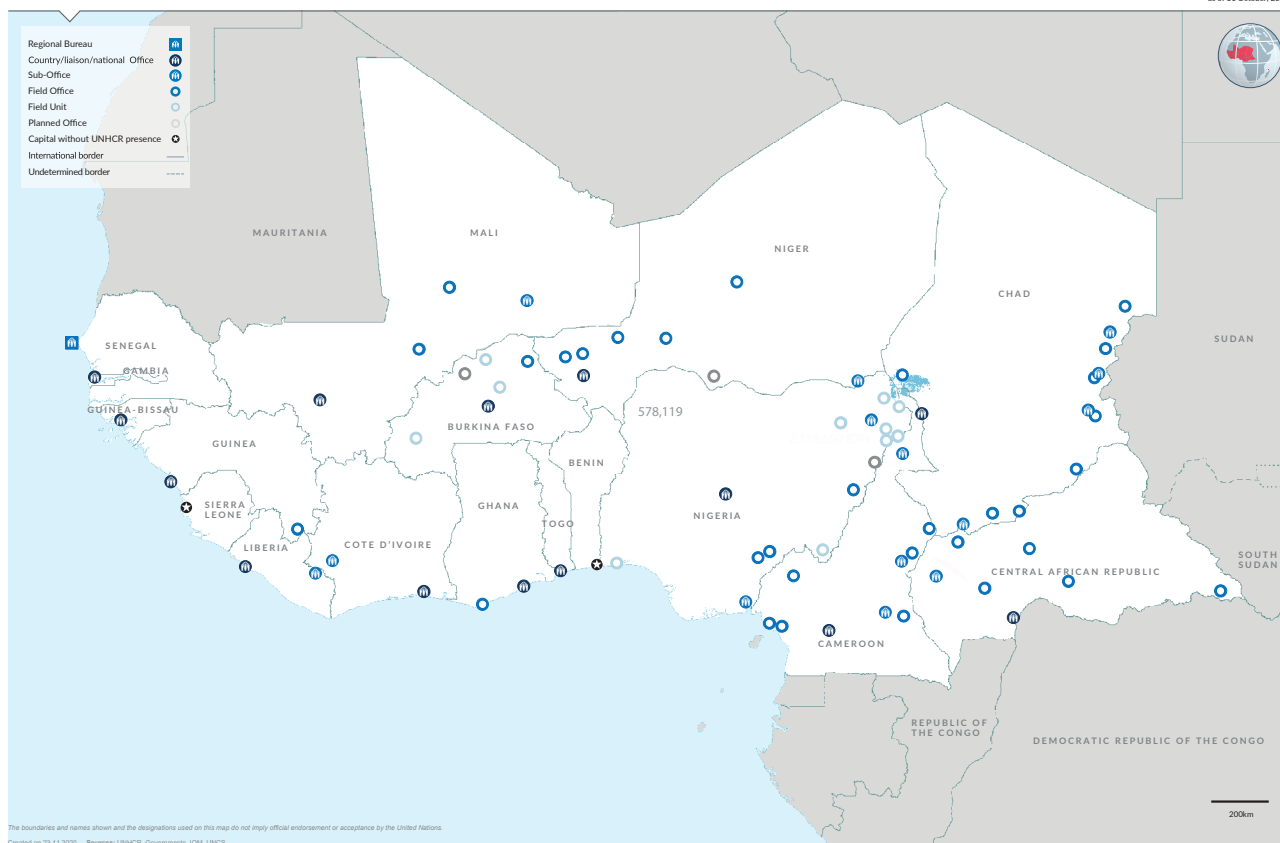 Regional Bureau
Country/liaison/national Office
Sub-Office
Field Office
Field Unit
Planned Office
Capital without UNHCR presence
International border
Undetermined border
MAURITANIA
MALI
NIGER
CHAD
SUDAN
SENEGAL
GAMBIA
GUINEA-BISSAU
578,119
BURKINA FASO
GUINEA
BENIN
SIERRA
LEONE
GHANA
TOGO
NIGERIA
LIBERIA
COTE D'IVOIRE
SOUTH
SUDAN
CENTRAL AFRICAN REPUBLIC
CAMEROON
REPUBLIC OF
THE CONGO
DEMOCRATIC REPUBLIC OF THE CONGO
200km
The boundaries and names shown and the designations used on this map do not imply official endorsement or acceptance by the United Nations.